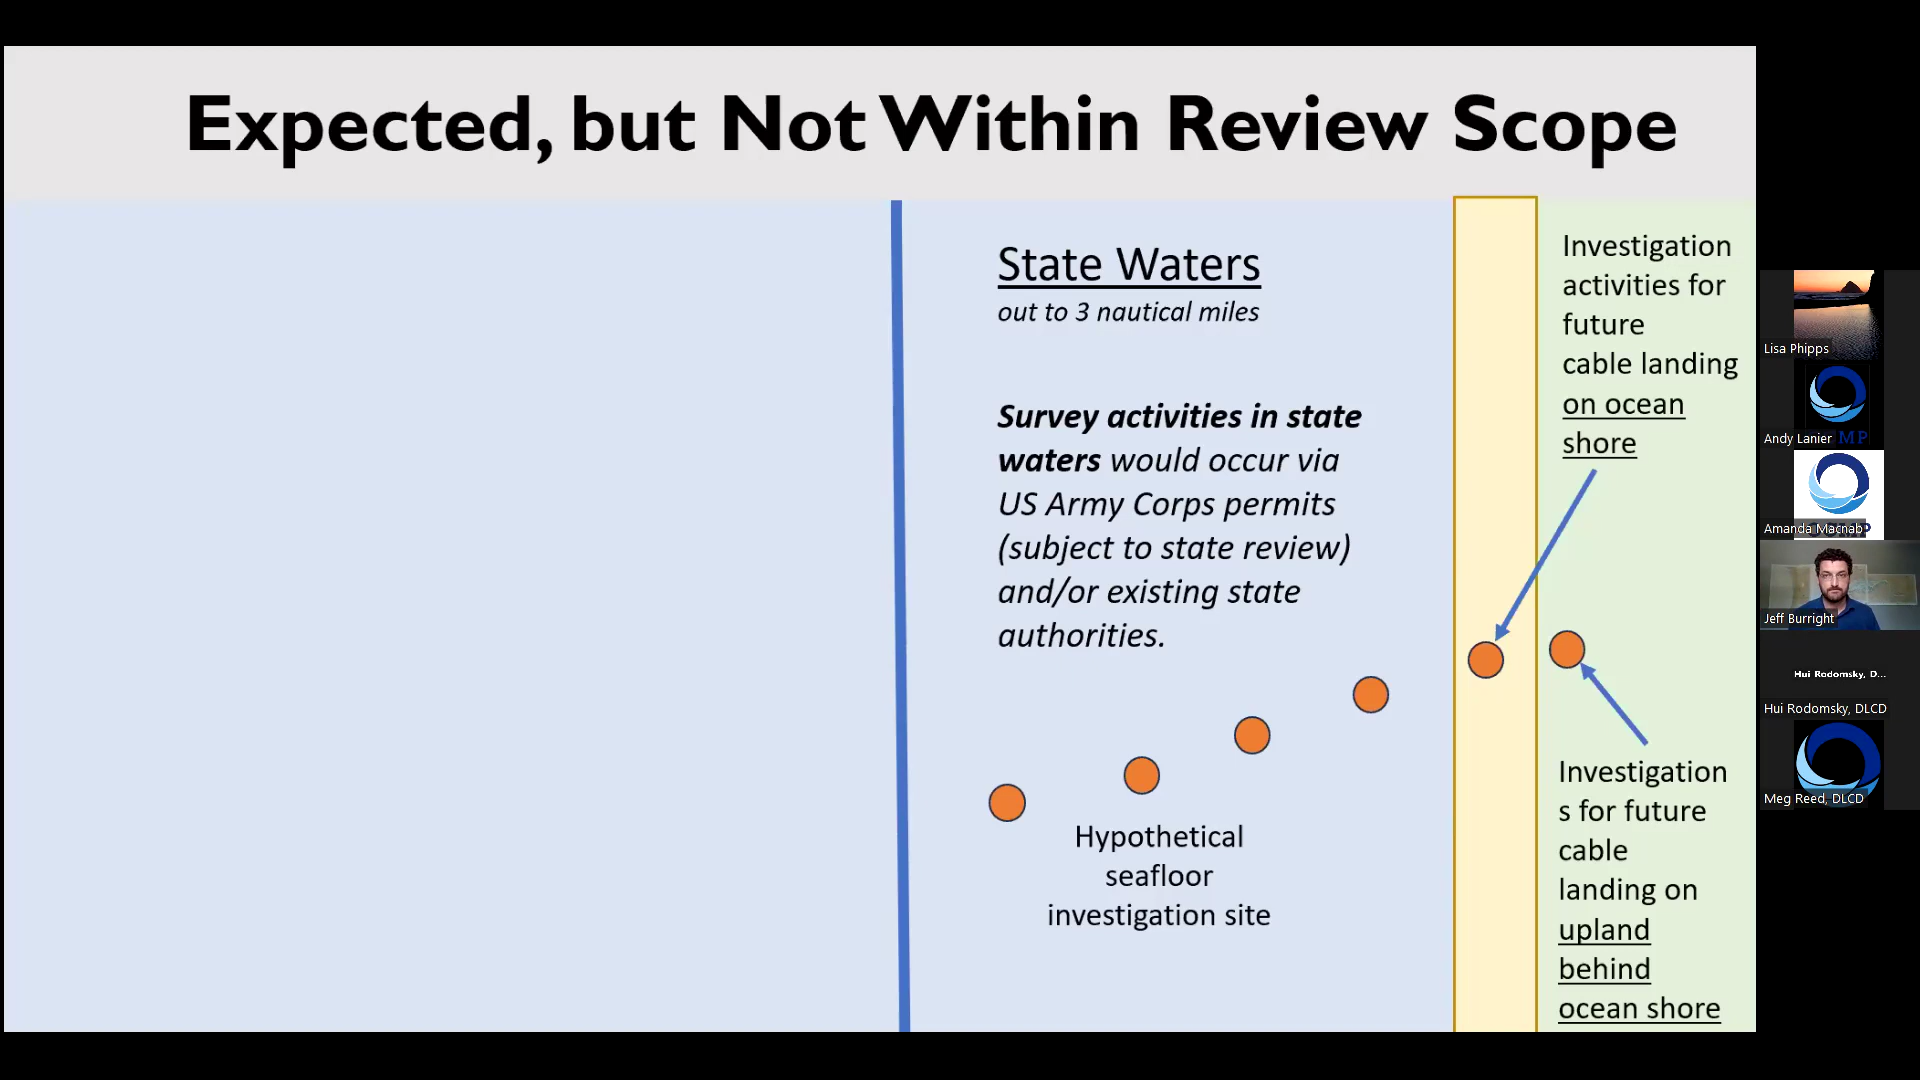 Expected, but Not Within Review Scope
State Waters
out to 3 nautical miles
Survey activities in state
waters would occur via
US Army Corps permits
(subject to state review)
and/or existing state
authorities.
Hypothetical
seafloor
investigation site
Investigation
activities for
future
cable landing
on ocean
shore
Investigation
s for future
cable
landing on
upland
behind
ocean shore
Lisa Phipps
Andy Lanier
MP
Amanda Macnab
Jeff Burright
Hui Rodomsky, D...
Hui Rodomsky, DLCD
Meg Reed, DLCD